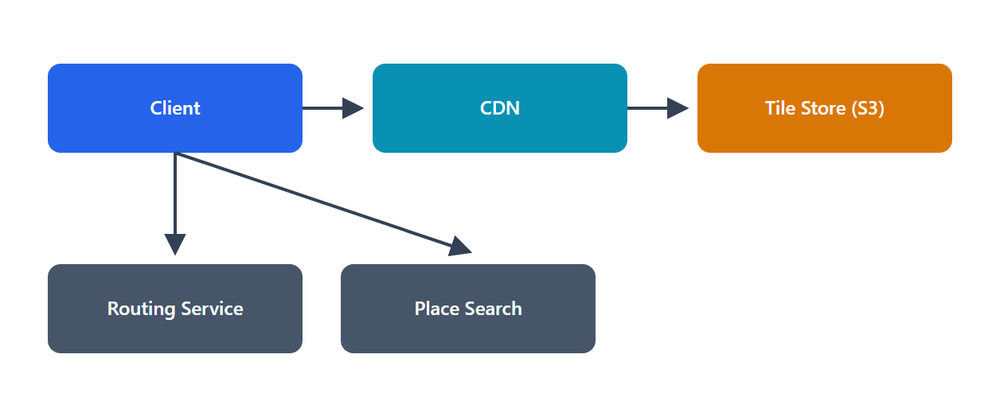 Client
CDN
Tile Store (S3)
Routing Service
Place Search